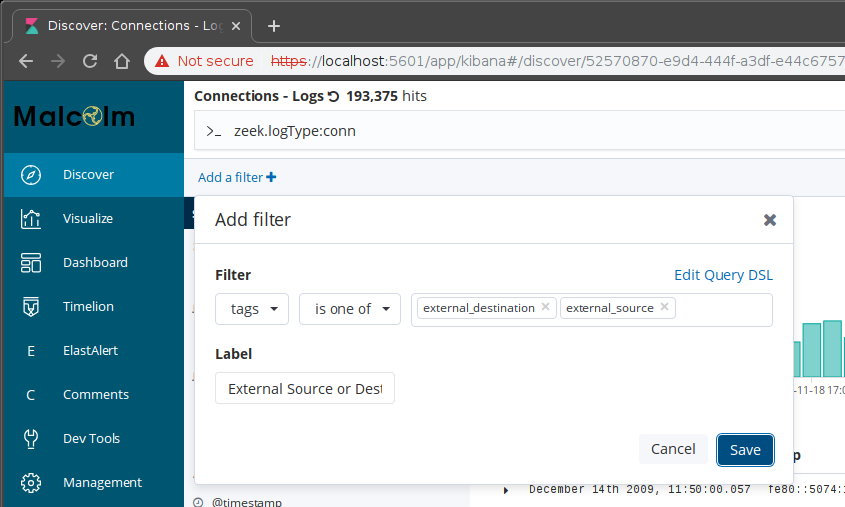 Discover: Connections - Log
Not secure https://localhost:5601/app/kibana#/discover/52570870-e9d4-444f-a3df-e44c6757
Malcolm
Connections - Logs 193,375 hits
>_ zeek.logType:conn
Discover
Add a filter +
Visualize
Dashboard
Timelion
E ElastAlert
C Comments
Dev Tools
Management
Add filter
Filter
Edit Query DSL
tags is one of external_destination × external_source ×
Label
External Source or Dest
Cancel Save
-11-18 17:0
p
@timestamp
December 14th 2009, 11:50:00.057 fe80::5074: